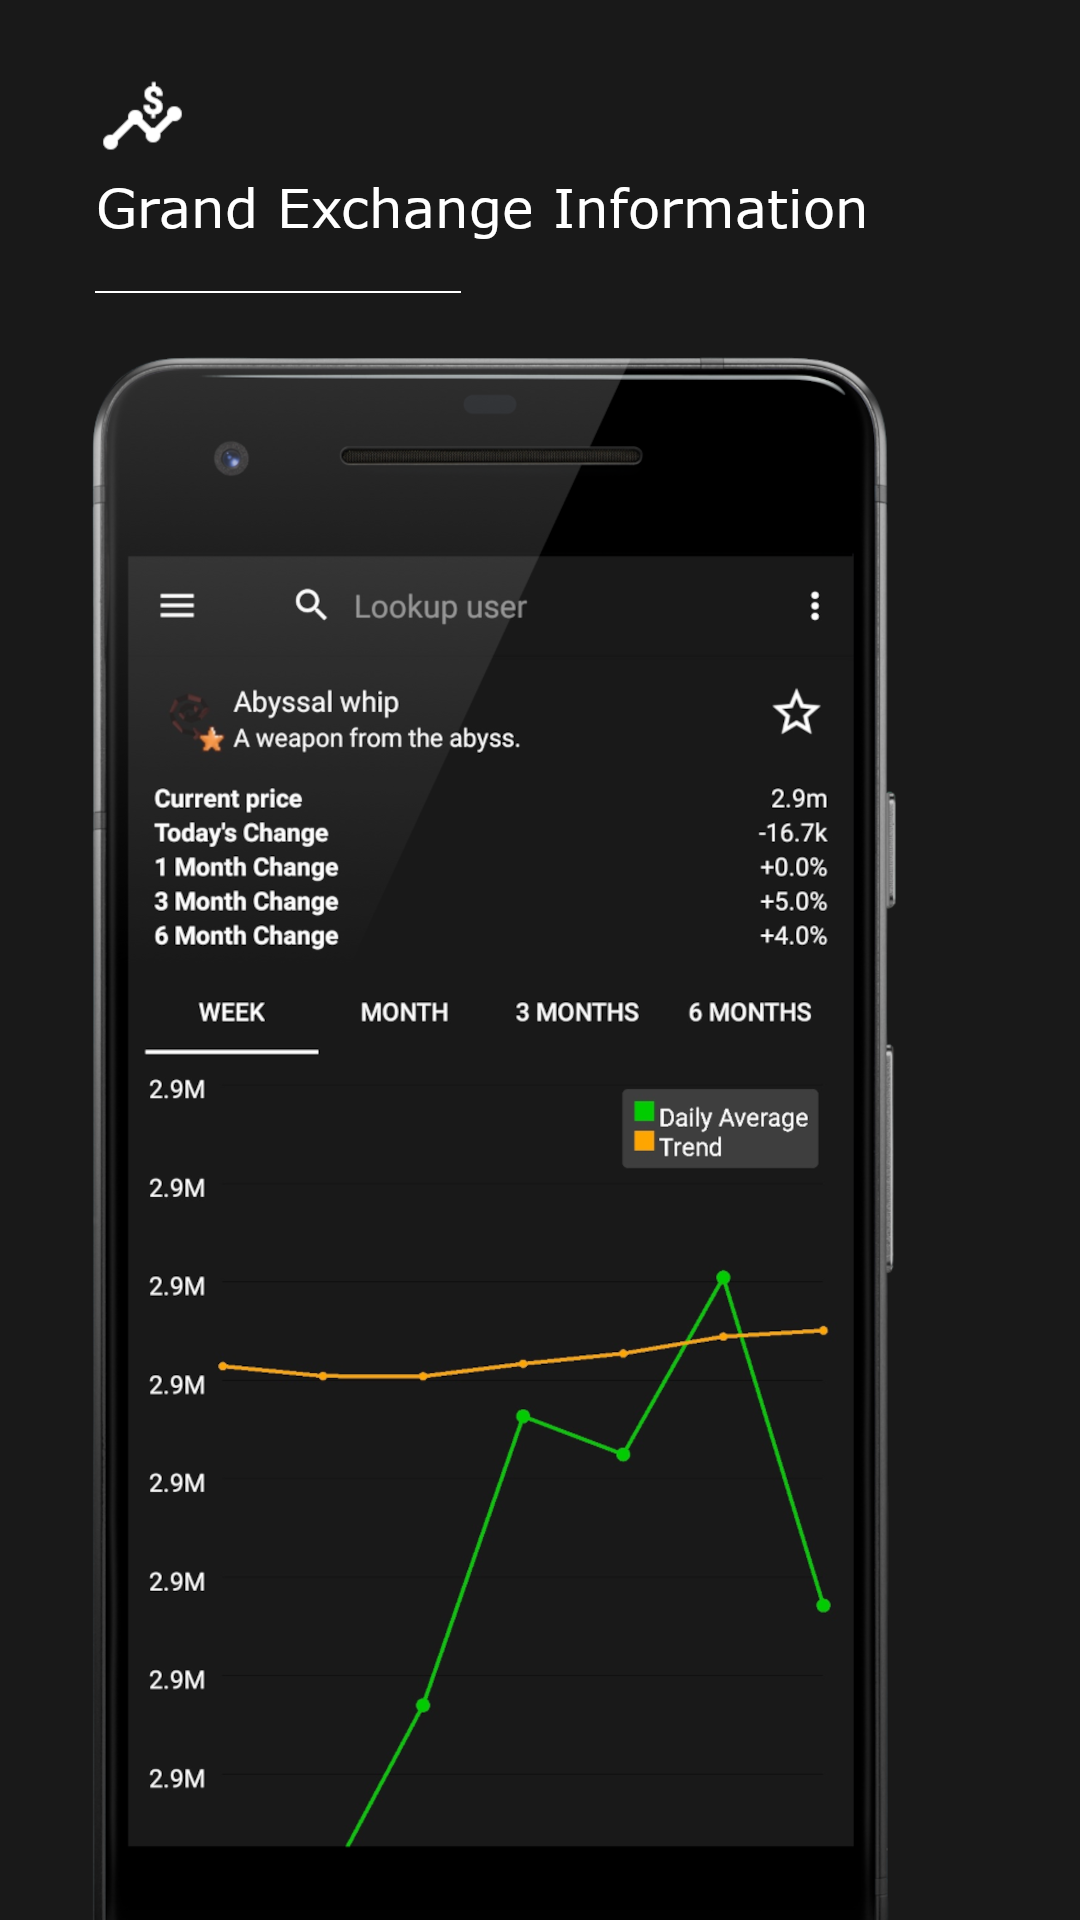 $
Grand Exchange Information
Lookup user
Abyssal whip
A weapon from the abyss.
Current price 2.9m
Today's Change -16.7k
1 Month Change +0.0%
3 Month Change +5.0%
6 Month Change +4.0%
WEEK MONTH 3 MONTHS 6 MONTHS
2.9M
Daily Average
Trend
2.9M
2.9M
2.9M
2.9M
2.9M
2.9M
2.9M